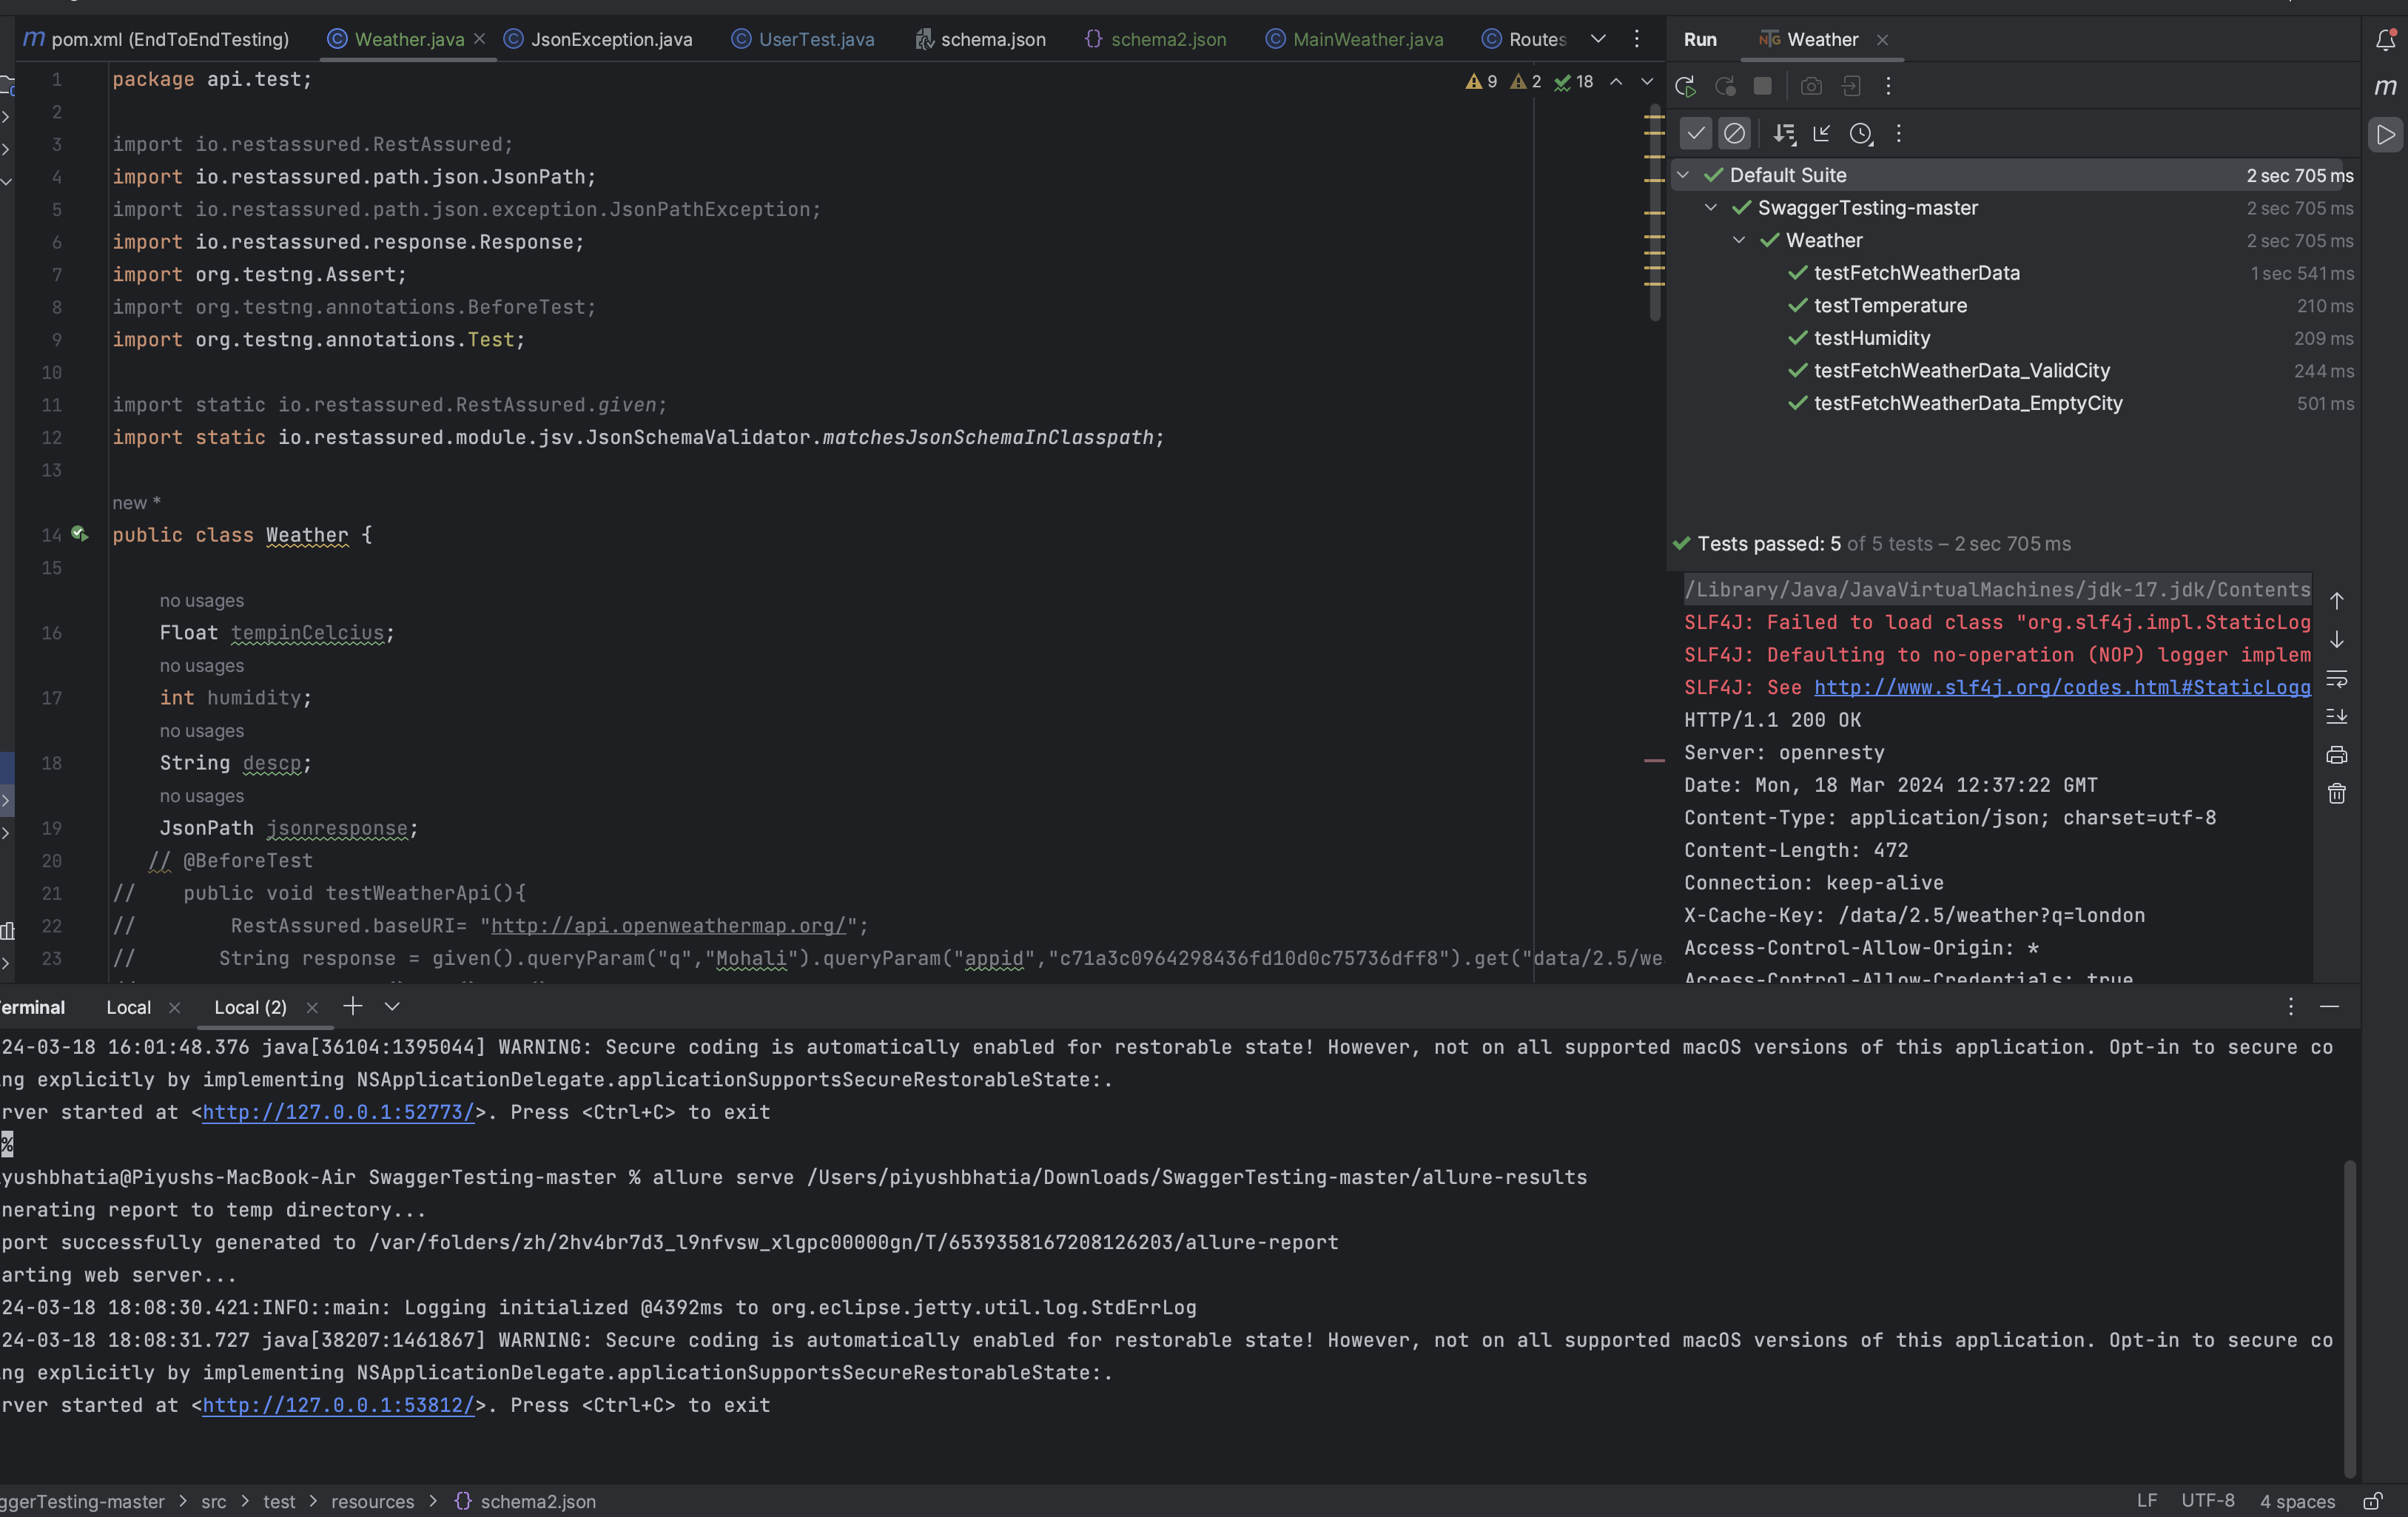 pom.xml (EndToEndTesting) Weather.java JsonException.java UserTest.java schema.json schema2.json MainWeather.java Routes
9 2 18
1 package api.test;
2
3 import io.restassured.RestAssured;
4 import io.restassured.path.json.JsonPath;
5 import io.restassured.path.json.exception.JsonPathException;
6 import io.restassured.response.Response;
7 import org.testng.Assert;
8 import org.testng.annotations.BeforeTest;
9 import org.testng.annotations.Test;
10
11 import static io.restassured.RestAssured.given;
12 import static io.restassured.module.jsv.JsonSchemaValidator.matchesJsonSchemaInClasspath;
13
new *
14 public class Weather {
15
no usages
16 Float tempinCelcius;
no usages
17 int humidity;
no usages
18 String descp;
no usages
19 JsonPath jsonresponse;
20 // @BeforeTest
21 // public void testWeatherApi(){
22 // RestAssured.baseURI= "http://api.openweathermap.org/";
23 // String response = given().queryParam("q","Mohali").queryParam("appid","c71a3c0964298436fd10d0c75736dff8").get("data/2.5/we
Run Weather
Default Suite 2 sec 705 ms
SwaggerTesting-master 2 sec 705 ms
Weather 2 sec 705 ms
testFetchWeatherData 1 sec 541 ms
testTemperature 210 ms
testHumidity 209 ms
testFetchWeatherData_ValidCity 244 ms
testFetchWeatherData_EmptyCity 501 ms
Tests passed: 5 of 5 tests – 2 sec 705 ms
/Library/Java/JavaVirtualMachines/jdk-17.jdk/Contents
SLF4J: Failed to load class "org.slf4j.impl.StaticLog
SLF4J: Defaulting to no-operation (NOP) logger implem
SLF4J: See http://www.slf4j.org/codes.html#StaticLogg
HTTP/1.1 200 OK
Server: openresty
Date: Mon, 18 Mar 2024 12:37:22 GMT
Content-Type: application/json; charset=utf-8
Content-Length: 472
Connection: keep-alive
X-Cache-Key: /data/2.5/weather?q=london
Access-Control-Allow-Origin: *
Access-Control-Allow-Credentials: true
erminal Local Local (2)
24-03-18 16:01:48.376 java[36104:1395044] WARNING: Secure coding is automatically enabled for restorable state! However, not on all supported macOS versions of this application. Opt-in to secure co
ng explicitly by implementing NSApplicationDelegate.applicationSupportsSecureRestorableState:.
rver started at <http://127.0.0.1:52773/>. Press <Ctrl+C> to exit
%
yushbhatia@Piyushs-MacBook-Air SwaggerTesting-master % allure serve /Users/piyushbhatia/Downloads/SwaggerTesting-master/allure-results
nerating report to temp directory...
port successfully generated to /var/folders/zh/2hv4br7d3_l9nfvsw_xlgpc00000gn/T/6539358167208126203/allure-report
arting web server...
24-03-18 18:08:30.421:INFO::main: Logging initialized @4392ms to org.eclipse.jetty.util.log.StdErrLog
24-03-18 18:08:31.727 java[38207:1461867] WARNING: Secure coding is automatically enabled for restorable state! However, not on all supported macOS versions of this application. Opt-in to secure co
ng explicitly by implementing NSApplicationDelegate.applicationSupportsSecureRestorableState:.
rver started at <http://127.0.0.1:53812/>. Press <Ctrl+C> to exit
ggerTesting-master > src > test > resources > {} schema2.json
LF UTF-8 4 spaces